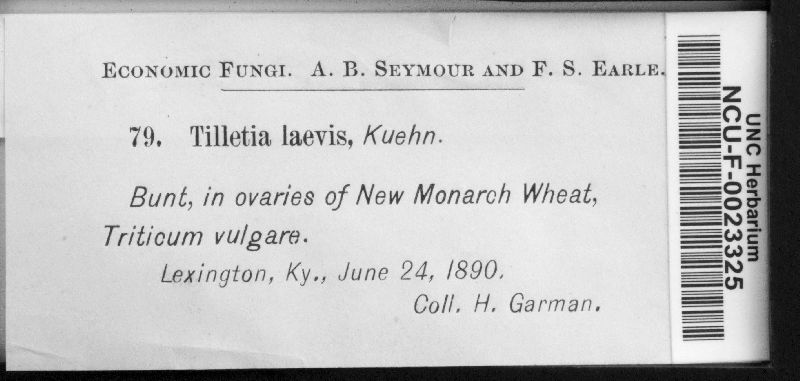 Economic Fungi. A. B. Seymour and F. S. Earle.
79. Tilletia laevis, Kuehn.
Bunt, in ovaries of New Monarch Wheat,
Triticum vulgare.
Lexington, Ky., June 24, 1890.
Coll. H. Garman.
UNC Herbarium
NCU-F-0023325